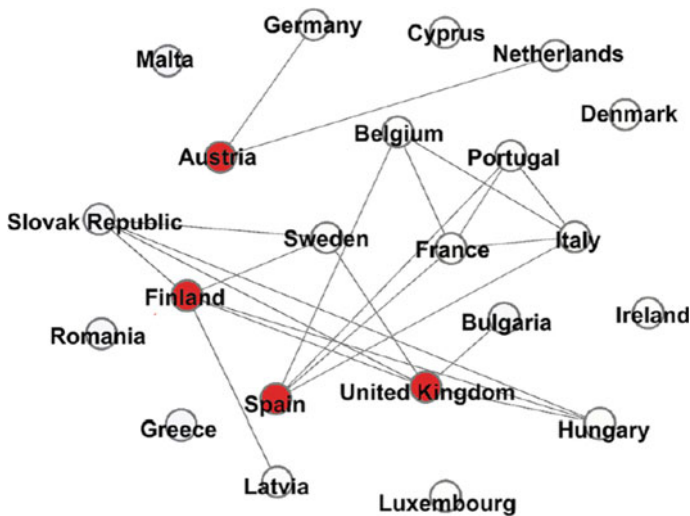 Germany
Cyprus
Malta
Netherlands
Denmark
Belgium
Austria
Portugal
Slovak Republic
Sweden
France
Italy
Finland
Romania
Bulgaria
Ireland
Spain
United Kingdom
Greece
Hungary
Latvia
Luxembourg